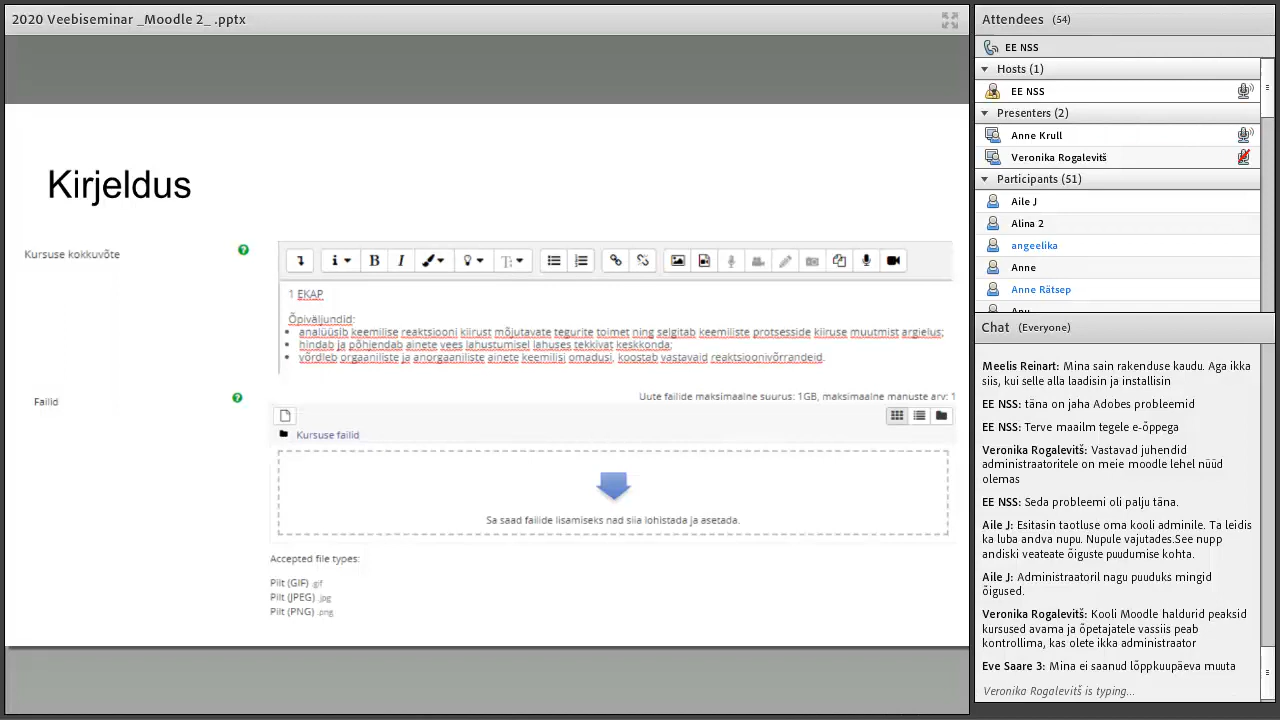 2020 Veebiseminar _Moodle 2_ .pptx
Kirjeldus
Kursuse kokkuvõte
1 EKAP
Õpiväljundid:
analüüsib keemilise reaktsiooni kiirust mõjutavate tegurite toimet ning selgitab keemiliste protsesside kiiruse muutmist argielus;
hindab ja põhjendab ainete vees lahustumisel lahuses tekkivat keskkonda;
võrdleb orgaaniliste ja anorgaaniliste ainete keemilisi omadusi, koostab vastavaid reaktsioonivõrrandeid.
Failid
Uute failide maksimaalne suurus: 1GB, maksimaalne manuste arv: 1
Kursuse failid
Sa saad failide lisamiseks nad siia lohistada ja asetada.
Accepted file types:
Pilt (GIF) .gif
Pilt (JPEG) .jpg
Pilt (PNG) .png
Attendees (54)
EE NSS
Hosts (1)
EE NSS
Presenters (2)
Anne Krull
Veronika Rogalevitš
Participants (51)
Aile J
Alina 2
angeelika
Anne
Anne Rätsep
Chat (Everyone)
Meelis Reinart: Mina sain rakenduse kaudu. Aga ikka
siis, kui selle alla laadisin ja installisin
EE NSS: täna on jaha Adobes probleemid
EE NSS: Terve maailm tegele e-õppega
Veronika Rogalevitš: Vastavad juhendid
administraatoritele on meie moodle lehel nüüd
olemas
EE NSS: Seda probleemi oli palju täna.
Aile J: Esitasin taotluse oma kooli adminile. Ta leidis
ka luba andva nupu. Nupule vajutades.See nupp
andiski veateate õiguste puudumise kohta.
Aile J: Administraatoril nagu puuduks mingid
õigused.
Veronika Rogalevitš: Kooli Moodle haldurid peaksid
kursused avama ja õpetajatele vassiis peab
kontrollima, kas olete ikka administraator
Eve Saare 3: Mina ei saanud lõppkuupäeva muuta
Veronika Rogalevitš is typing...